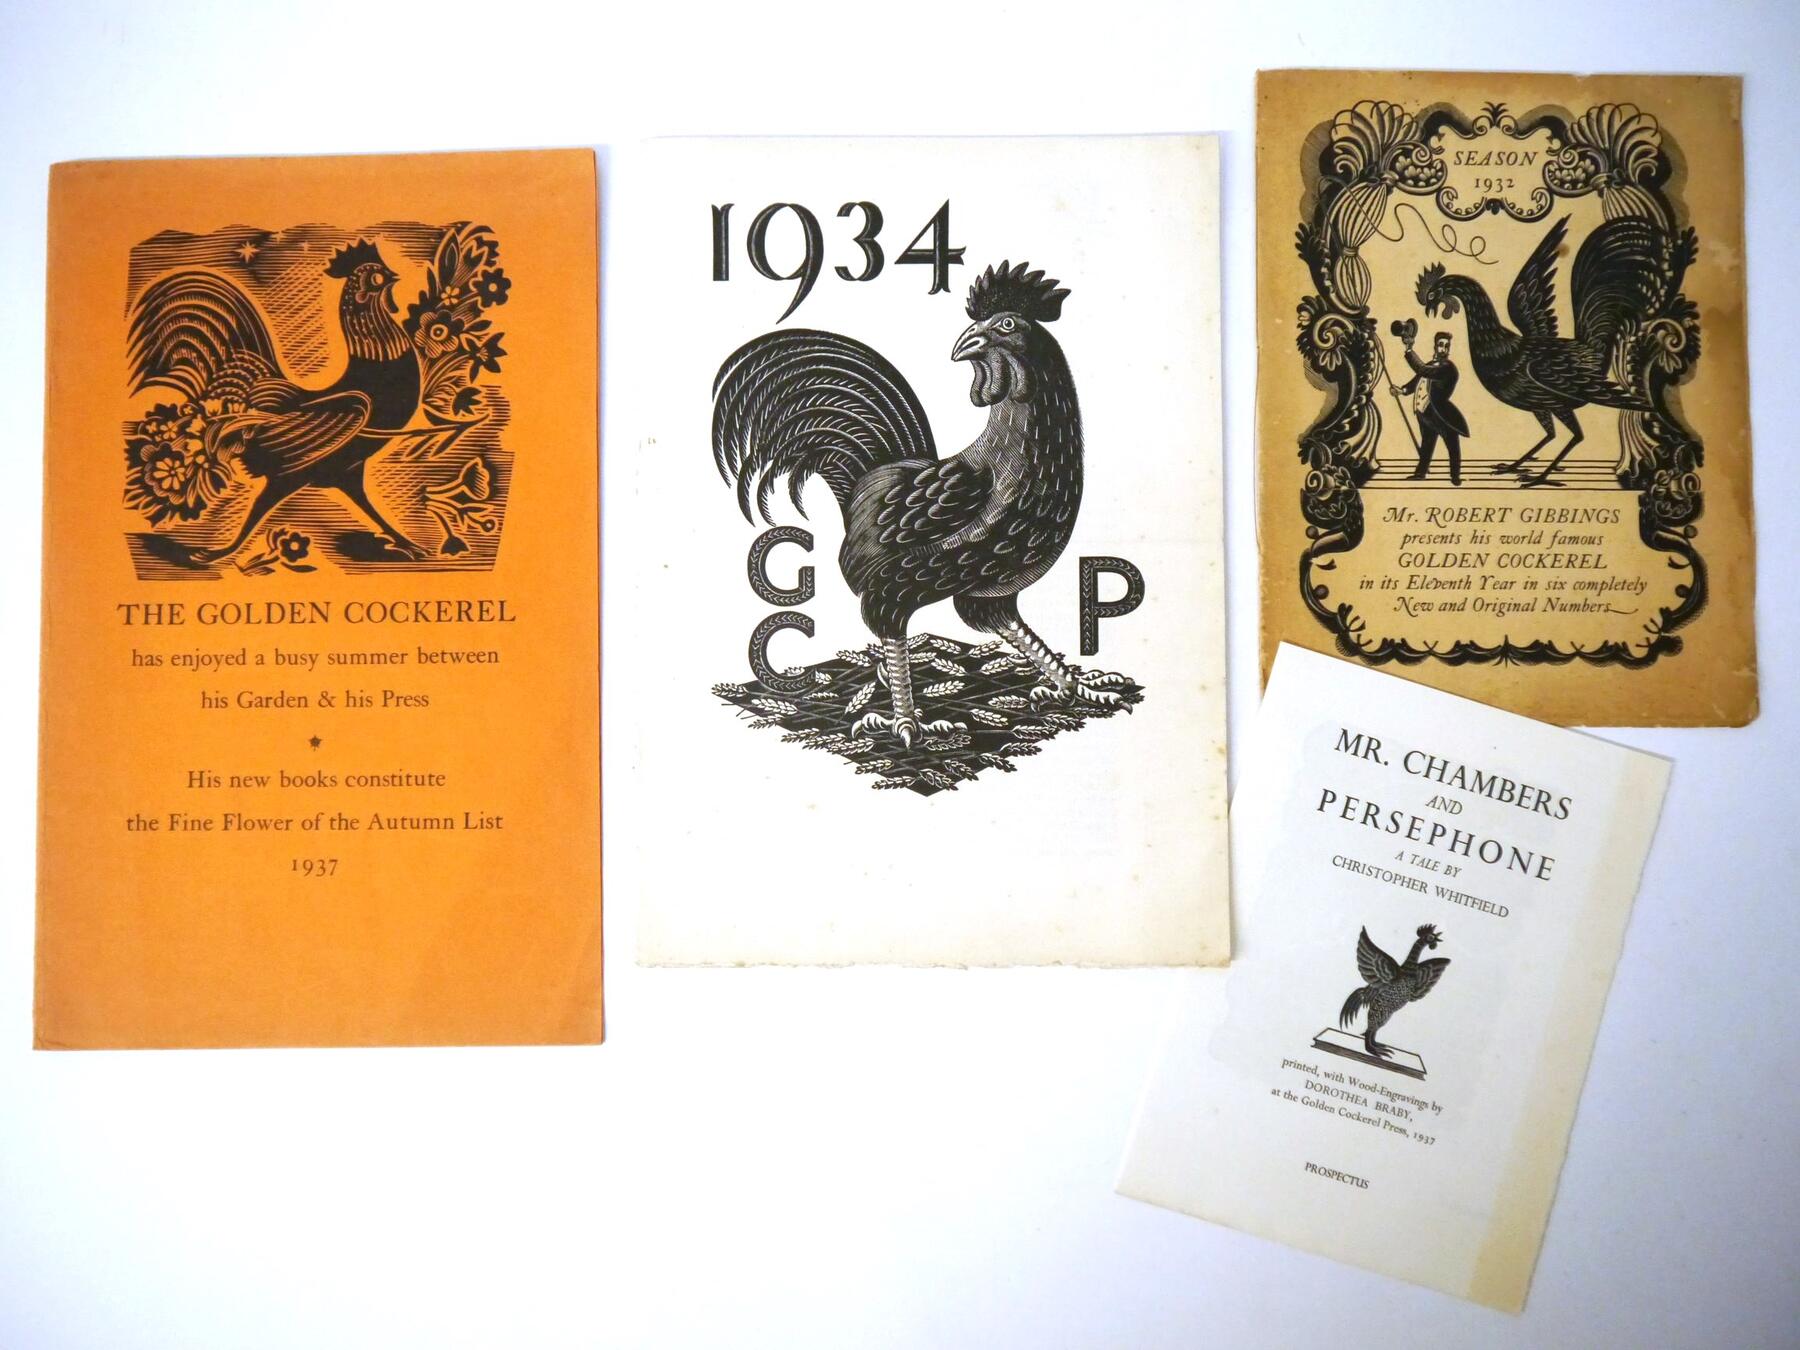 THE GOLDEN COCKEREL
has enjoyed a busy summer between
his Garden & his Press
His new books constitute
the Fine Flower of the Autumn List
1937
1934
G P
C
SEASON
1932
Mr. ROBERT GIBBINGS
presents his world famous
GOLDEN COCKEREL
in its Eleventh Year in six completely
New and Original Numbers
MR. CHAMBERS
AND
PERSEPHONE
A TALE BY
CHRISTOPHER WHITFIELD
printed, with Wood-Engravings by
DOROTHEA BRABY,
at the Golden Cockerel Press, 1937
PROSPECTUS